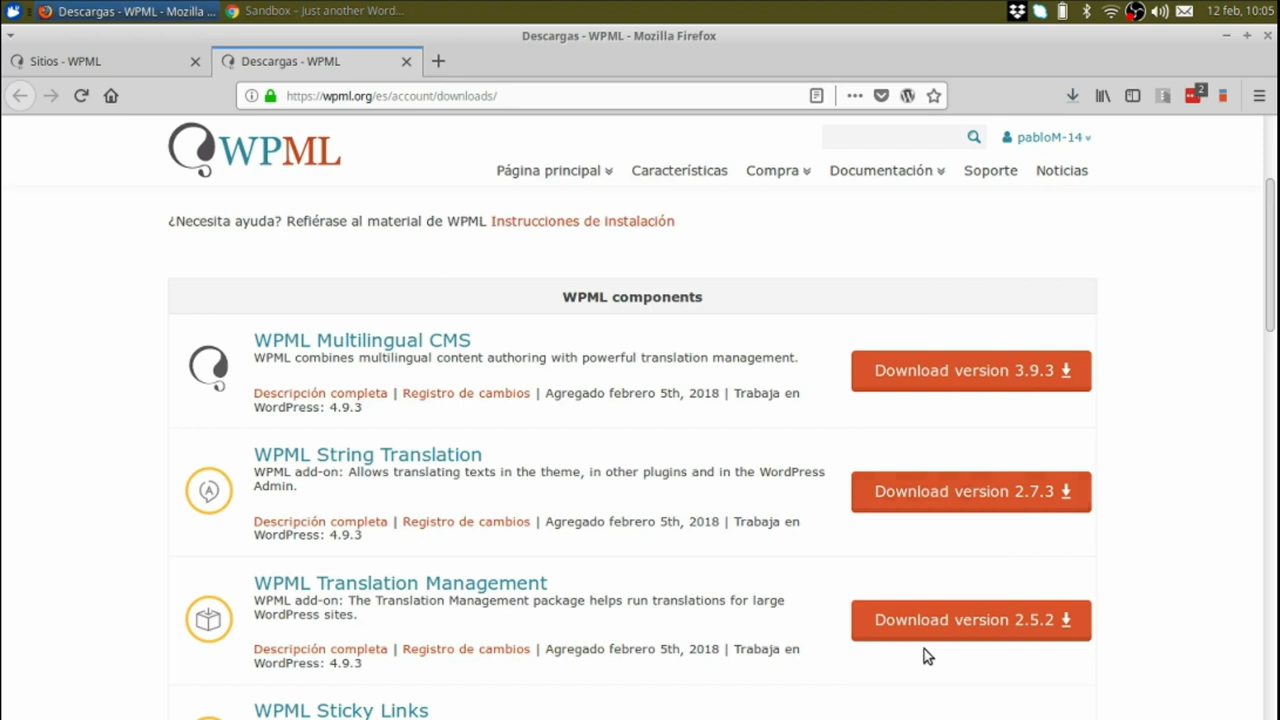 Descargas - WPML - Mozilla ...
Sandbox – Just another Word...
12 feb, 10:05
Descargas - WPML - Mozilla Firefox
Sitios - WPML
Descargas - WPML
https://wpml.org/es/account/downloads/
2
WPML
pabloM-14
Página principal
Características
Compra
Documentación
Soporte
Noticias
¿Necesita ayuda? Refiérase al material de WPML Instrucciones de instalación
WPML components
WPML Multilingual CMS
WPML combines multilingual content authoring with powerful translation management.
Descripción completa | Registro de cambios | Agregado febrero 5th, 2018 | Trabaja en
WordPress: 4.9.3
Download version 3.9.3
WPML String Translation
WPML add-on: Allows translating texts in the theme, in other plugins and in the WordPress
Admin.
Descripción completa | Registro de cambios | Agregado febrero 5th, 2018 | Trabaja en
WordPress: 4.9.3
Download version 2.7.3
WPML Translation Management
WPML add-on: The Translation Management package helps run translations for large
WordPress sites.
Descripción completa | Registro de cambios | Agregado febrero 5th, 2018 | Trabaja en
WordPress: 4.9.3
Download version 2.5.2
WPML Sticky Links